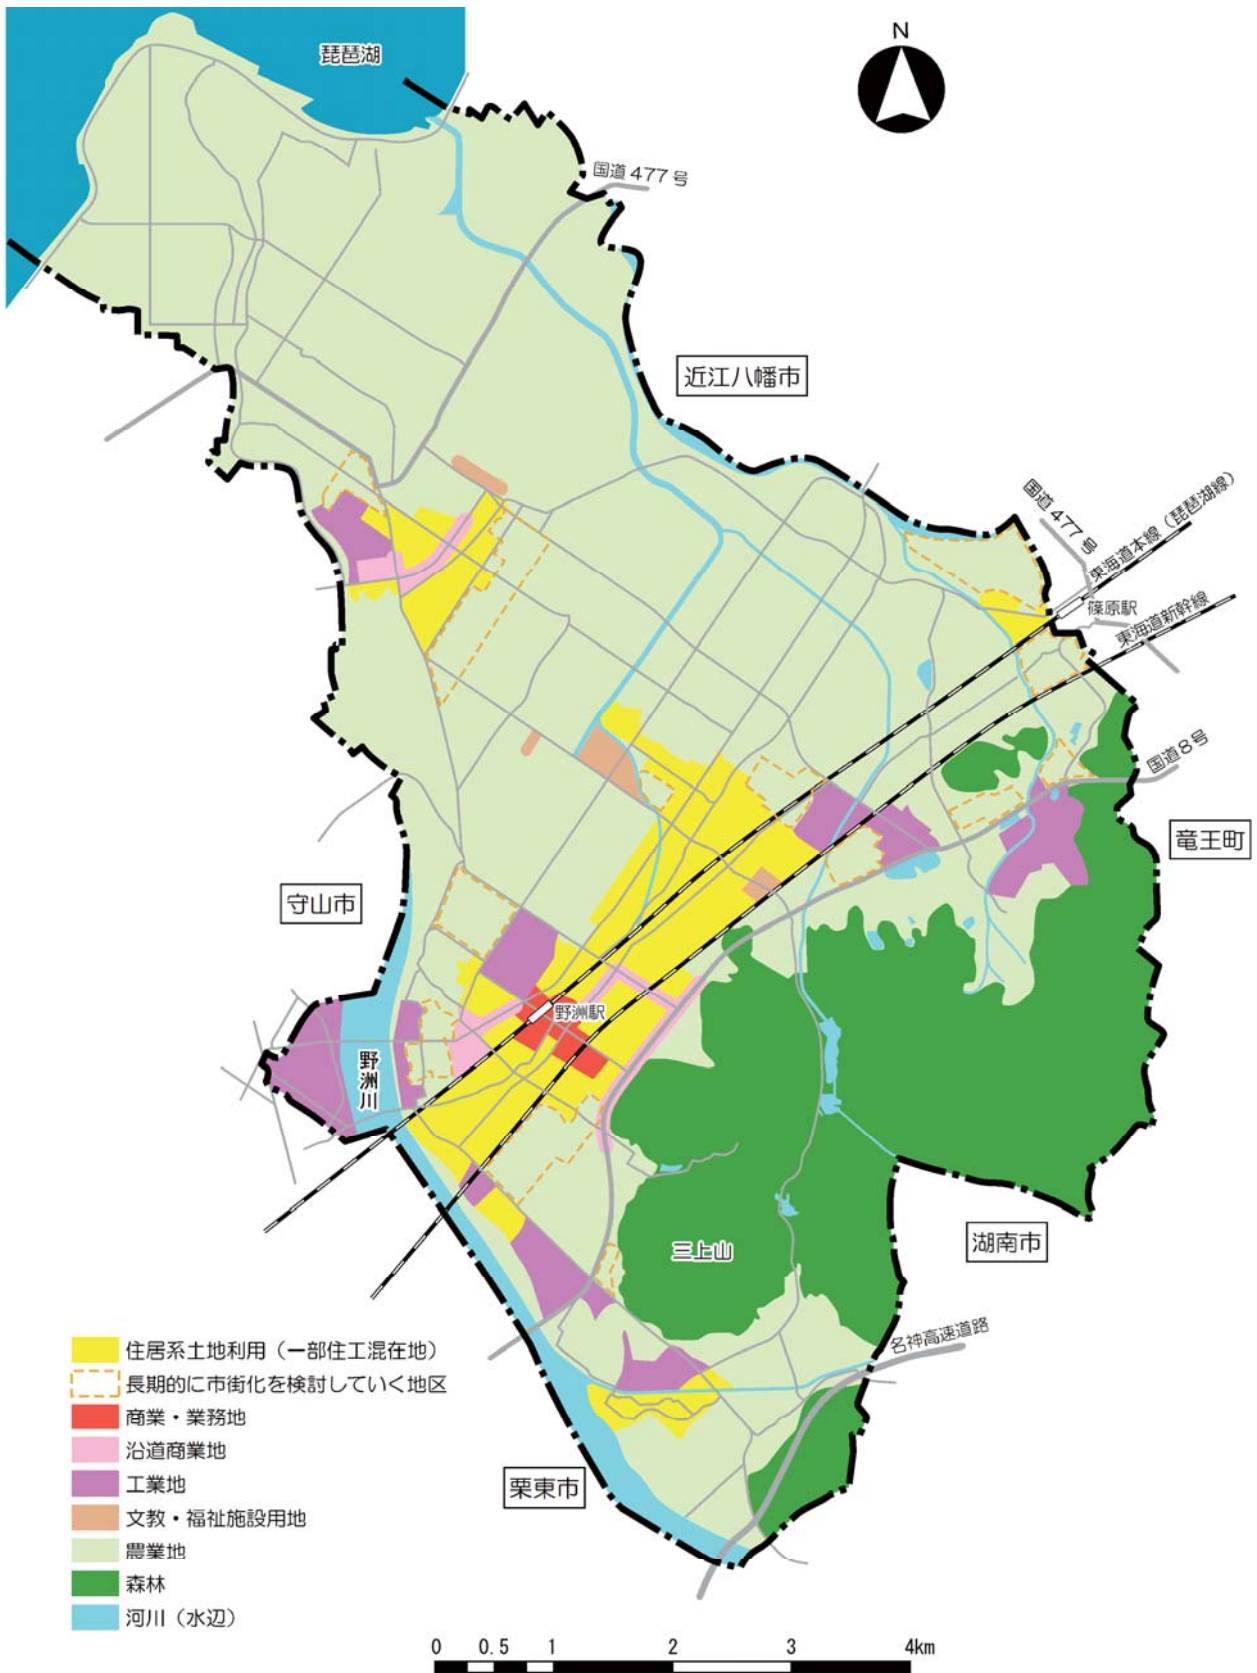 琵琶湖
N
国道477号
近江八幡市
国道477号
東海道本線(琵琶湖線)
篠原駅
東海道新幹線
国道8号
竜王町
守山市
野洲駅
野洲川
三上山
湖南市
名神高速道路
栗東市
住居系土地利用(一部住工混在地)
長期的に市街化を検討していく地区
商業・業務地
沿道商業地
工業地
文教・福祉施設用地
農業地
森林
河川(水辺)
0 0.5 1 2 3 4km